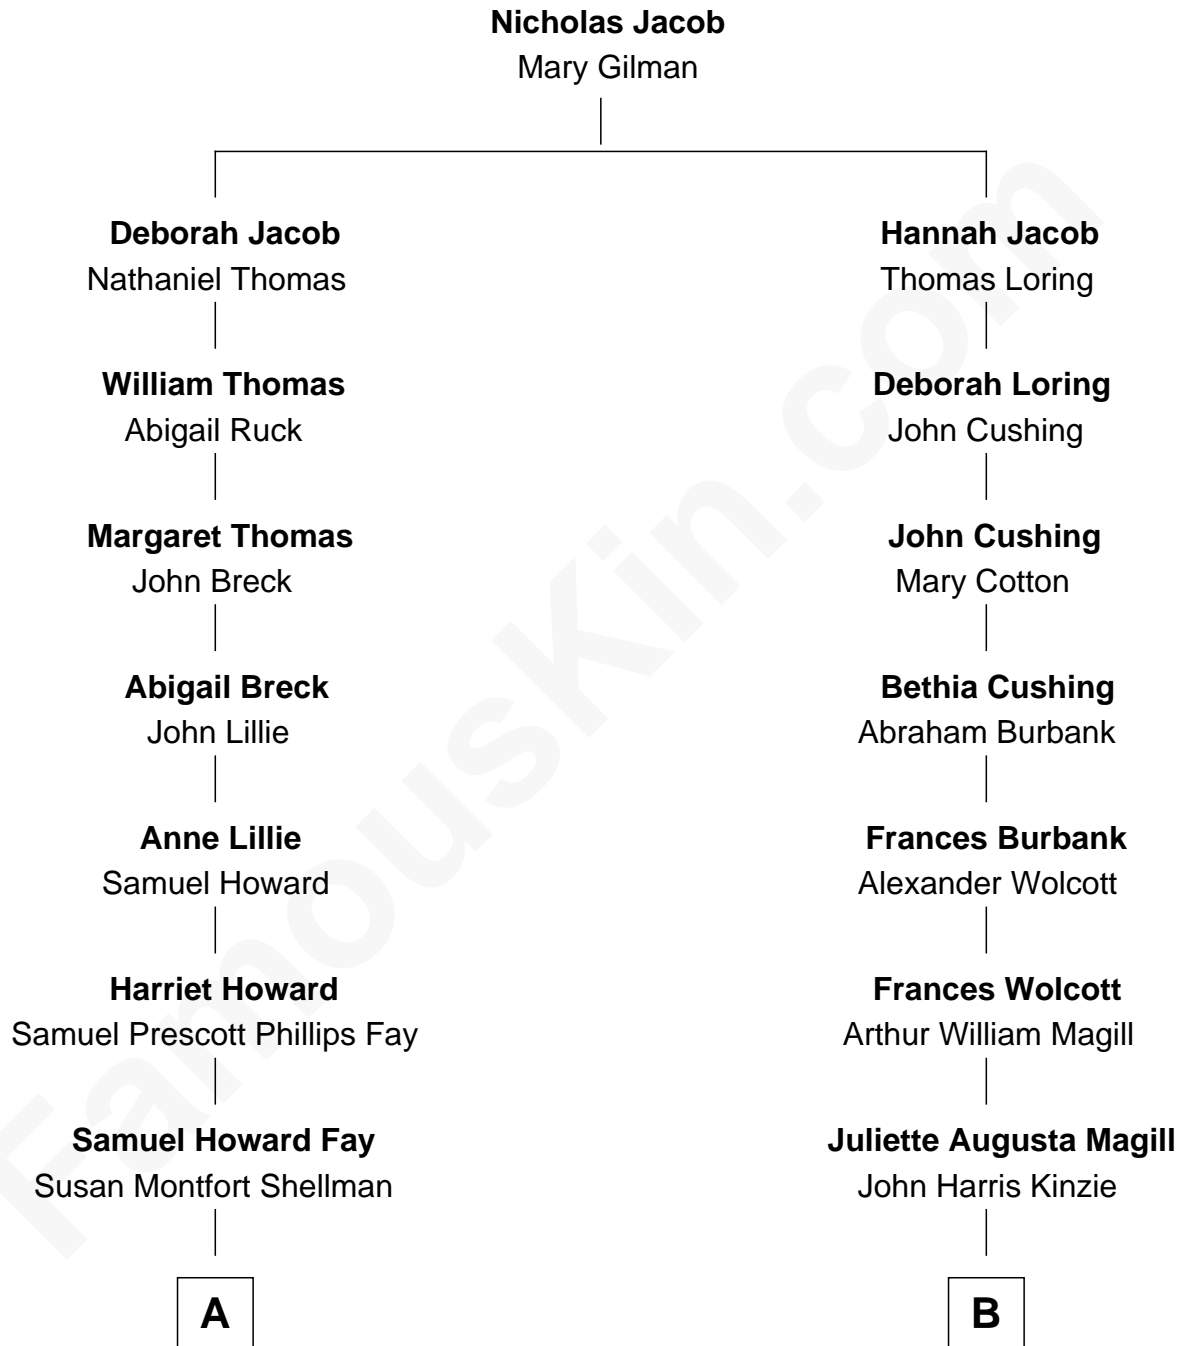 Nicholas Jacob
Mary Gilman
Deborah Jacob
Nathaniel Thomas
William Thomas
Abigail Ruck
Margaret Thomas
John Breck
Abigail Breck
John Lillie
Anne Lillie
Samuel Howard
Harriet Howard
Samuel Prescott Phillips Fay
Samuel Howard Fay
Susan Montfort Shellman
A
Hannah Jacob
Thomas Loring
Deborah Loring
John Cushing
John Cushing
Mary Cotton
Bethia Cushing
Abraham Burbank
Frances Burbank
Alexander Wolcott
Frances Wolcott
Arthur William Magill
Juliette Augusta Magill
John Harris Kinzie
B
FamousKin.com